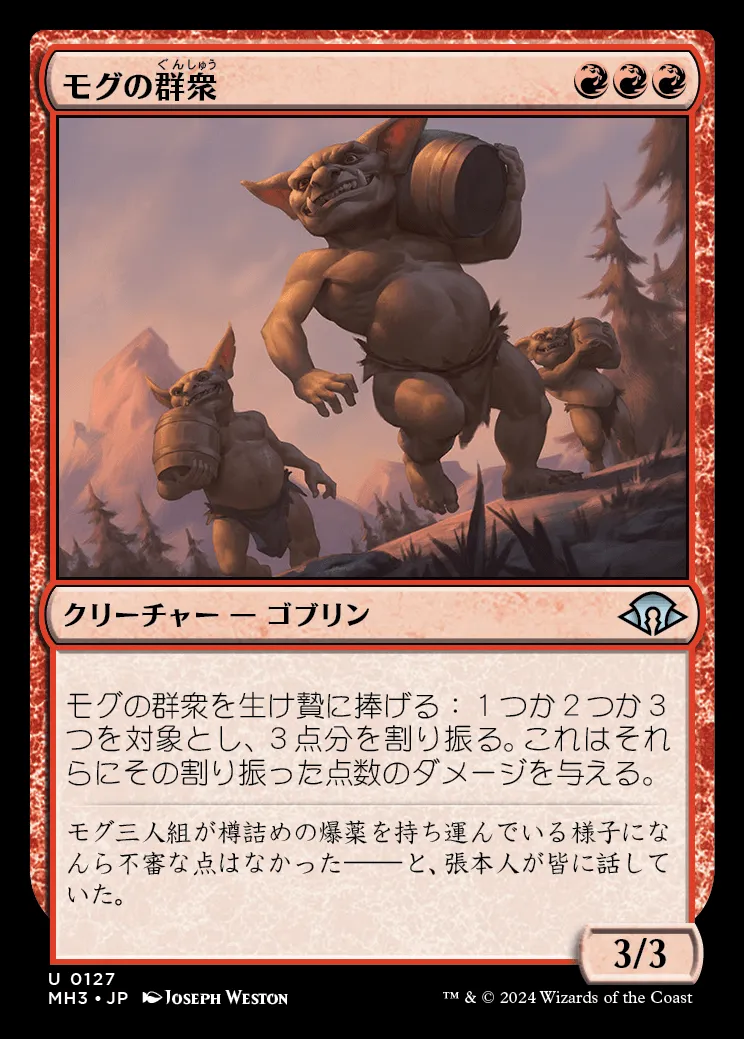 ぐんしゅう
モグの群衆
クリーチャー — ゴブリン
モグの群衆を生け贄に捧げる：１つか２つか３
つを対象とし、３点分を割り振る。これはそれ
らにその割り振った点数のダメージを与える。
モグ三人組が樽詰めの爆薬を持ち運んでいる様子にな
んら不審な点はなかった──と、張本人が皆に話して
いた。
3/3
U 0127
MH3 • JP Joseph Weston
™ & © 2024 Wizards of the Coast